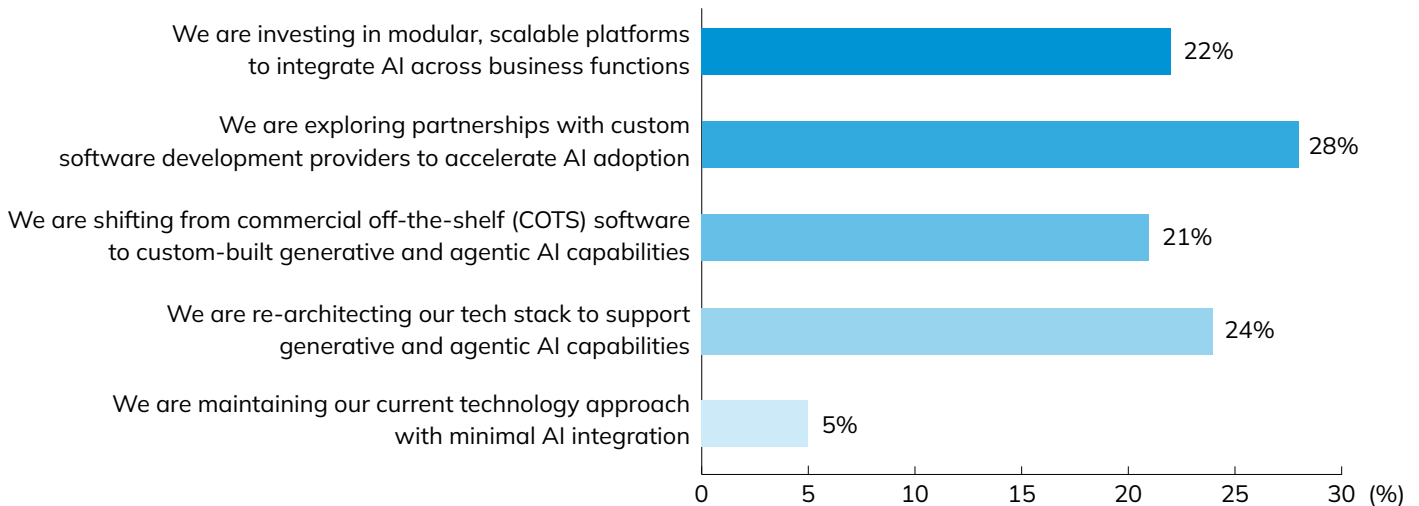 We are investing in modular, scalable platforms
to integrate AI across business functions
22%
We are exploring partnerships with custom
software development providers to accelerate AI adoption
28%
We are shifting from commercial off-the-shelf (COTS) software
to custom-built generative and agentic AI capabilities
21%
We are re-architecting our tech stack to support
generative and agentic AI capabilities
24%
We are maintaining our current technology approach
with minimal AI integration
5%
0 5 10 15 20 25 30 (%)